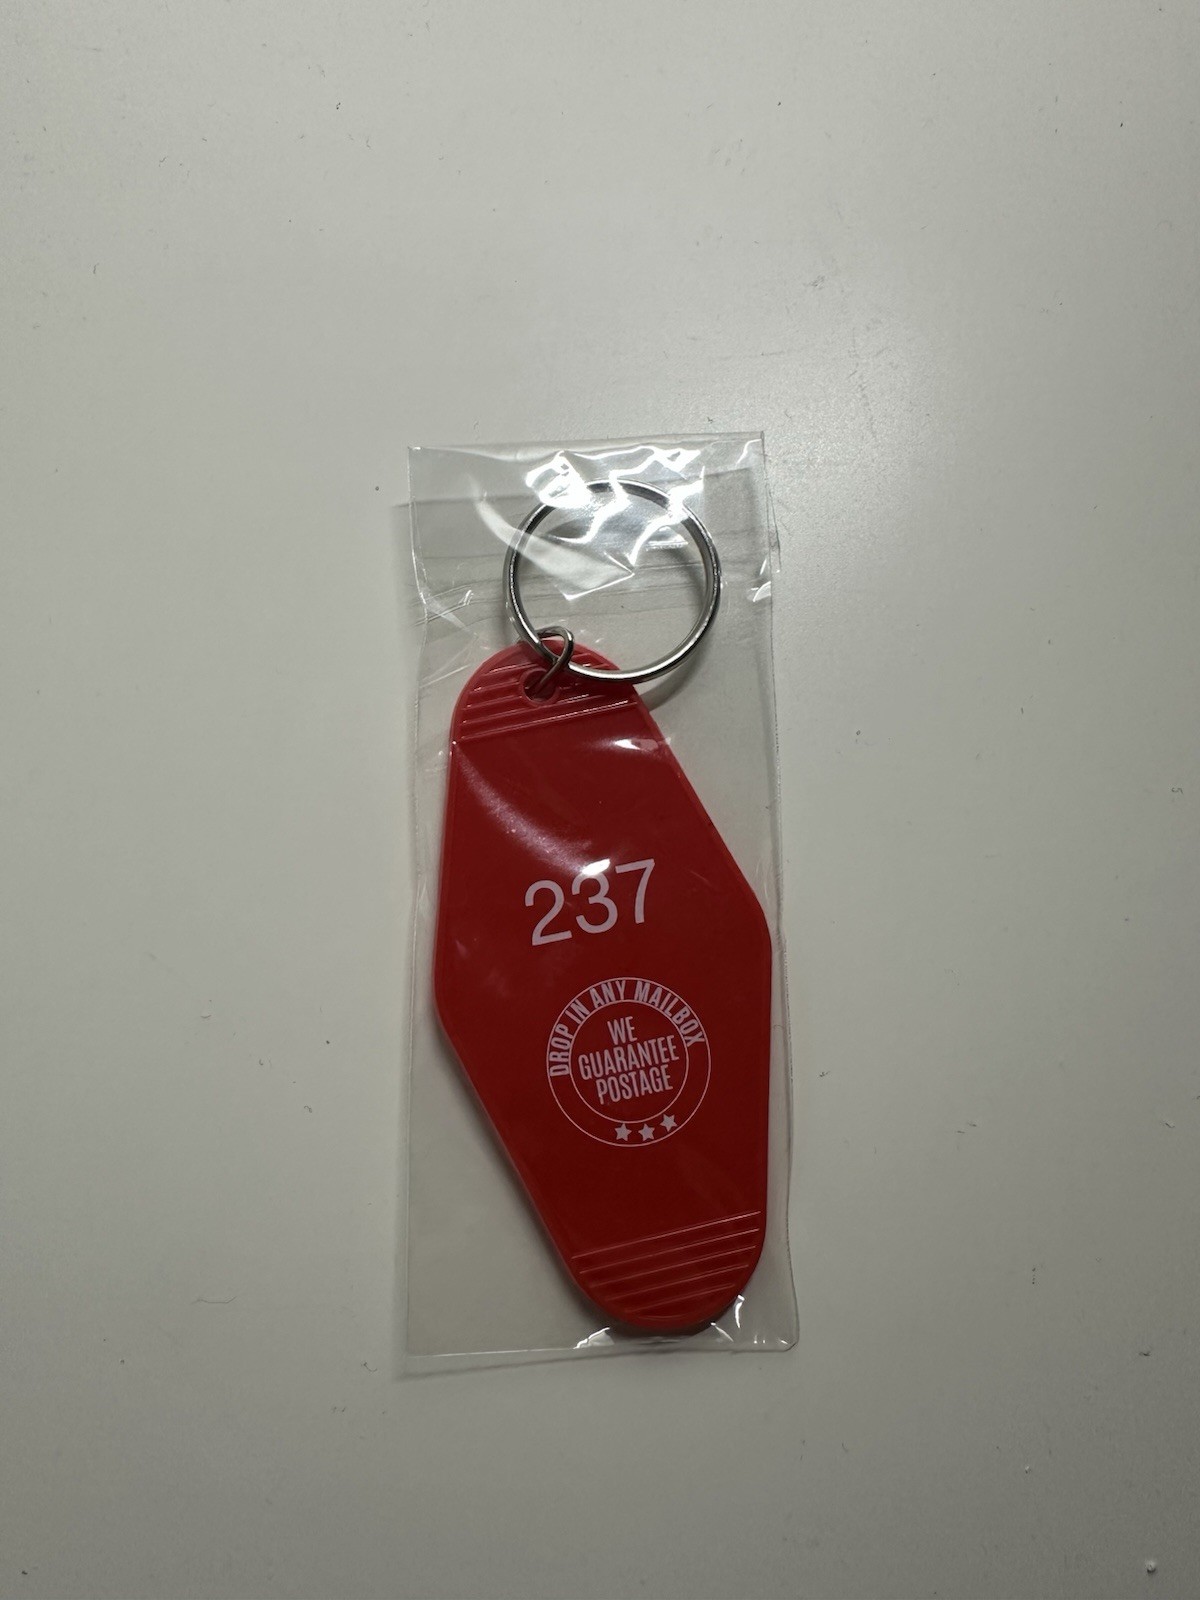 237
DROP IN ANY MAILBOX
WE
GUARANTEE
POSTAGE